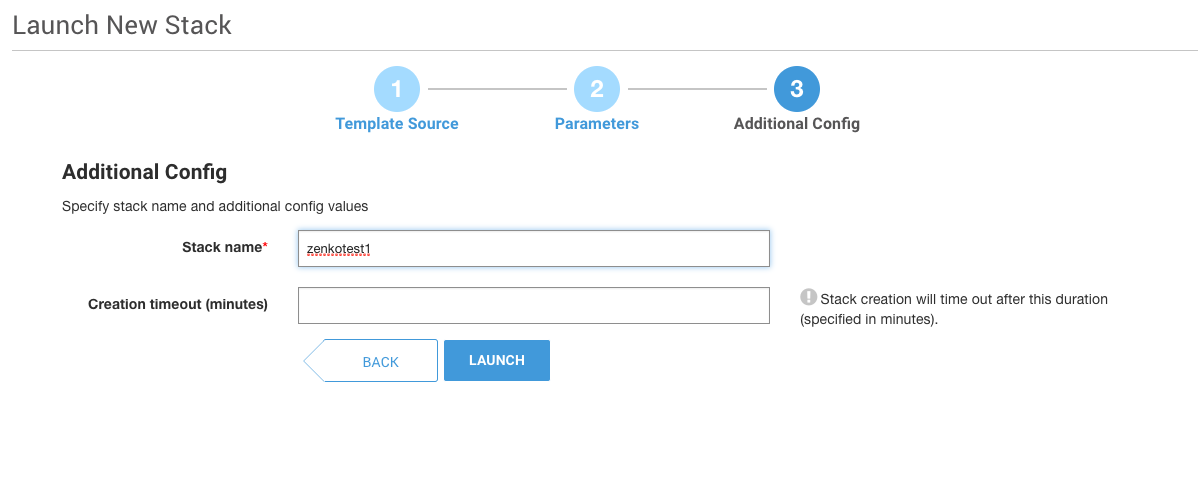 Launch New Stack
1 2 3
Template Source Parameters Additional Config
Additional Config
Specify stack name and additional config values
Stack name* zenkotest1
Creation timeout (minutes) ! Stack creation will time out after this duration
(specified in minutes).
BACK LAUNCH